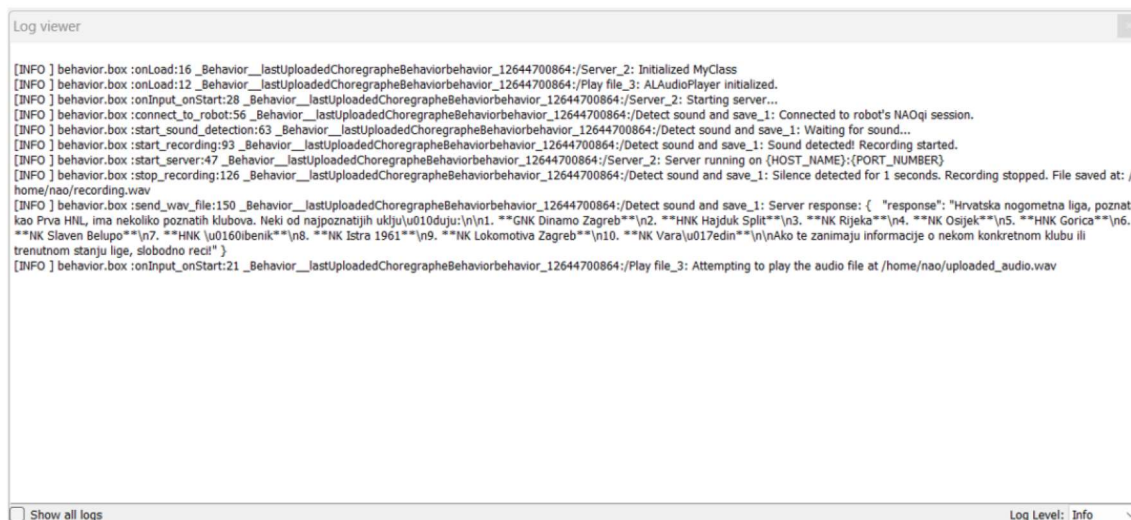 Log viewer
[INFO ] behavior.box :onLoad:16 _Behavior__lastUploadedChoregrapheBehaviorbehavior_12644700864:/Server_2: Initialized MyClass
[INFO ] behavior.box :onLoad:12 _Behavior__lastUploadedChoregrapheBehaviorbehavior_12644700864:/Play file_3: ALAudioPlayer initialized.
[INFO ] behavior.box :onInput_onStart:28 _Behavior__lastUploadedChoregrapheBehaviorbehavior_12644700864:/Server_2: Starting server...
[INFO ] behavior.box :connect_to_robot:56 _Behavior__lastUploadedChoregrapheBehaviorbehavior_12644700864:/Detect sound and save_1: Connected to robot's NAOqi session.
[INFO ] behavior.box :start_sound_detection:63 _Behavior__lastUploadedChoregrapheBehaviorbehavior_12644700864:/Detect sound and save_1: Waiting for sound...
[INFO ] behavior.box :start_recording:93 _Behavior__lastUploadedChoregrapheBehaviorbehavior_12644700864:/Detect sound and save_1: Sound detected! Recording started.
[INFO ] behavior.box :start_server:47 _Behavior__lastUploadedChoregrapheBehaviorbehavior_12644700864:/Server_2: Server running on {HOST_NAME}:{PORT_NUMBER}
[INFO ] behavior.box :stop_recording:126 _Behavior__lastUploadedChoregrapheBehaviorbehavior_12644700864:/Detect sound and save_1: Silence detected for 1 seconds. Recording stopped. File saved at: /
home/nao/recording.wav
[INFO ] behavior.box :send_wav_file:150 _Behavior__lastUploadedChoregrapheBehaviorbehavior_12644700864:/Detect sound and save_1: Server response: {   "response": "Hrvatska nogometna liga, poznat
kao Prva HNL, ima nekoliko poznatih klubova. Neki od najpoznatijih uklju\u010duju:\n\n1. **GNK Dinamo Zagreb**\n2. **HNK Hajduk Split**\n3. **NK Rijeka**\n4. **NK Osijek**\n5. **HNK Gorica**\n6.
**NK Slaven Belupo**\n7. **HNK \u0160ibenik**\n8. **NK Istra 1961**\n9. **NK Lokomotiva Zagreb**\n10. **NK Vara\u017edin**\n\nAko te zanimaju informacije o nekom konkretnom klubu ili
trenutnom stanju lige, slobodno reci!" }
[INFO ] behavior.box :onInput_onStart:21 _Behavior__lastUploadedChoregrapheBehaviorbehavior_12644700864:/Play file_3: Attempting to play the audio file at /home/nao/uploaded_audio.wav
Show all logs
Log Level: Info